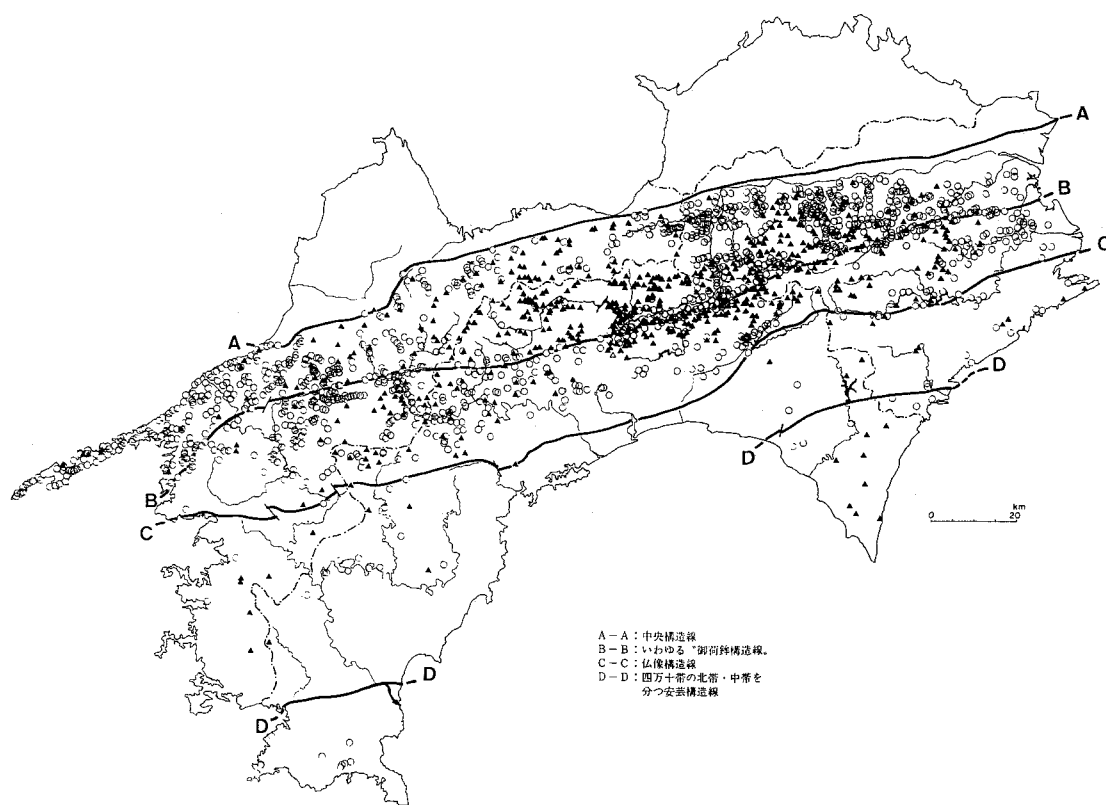 A
B
C
D
A
B
C
D
D
D
km
0 20
A-A：中央構造線
B-B：いわゆる〝御荷鉾構造線〟
C-C：仏像構造線
D-D：四万十帯の北帯・中帯を
分つ安芸構造線